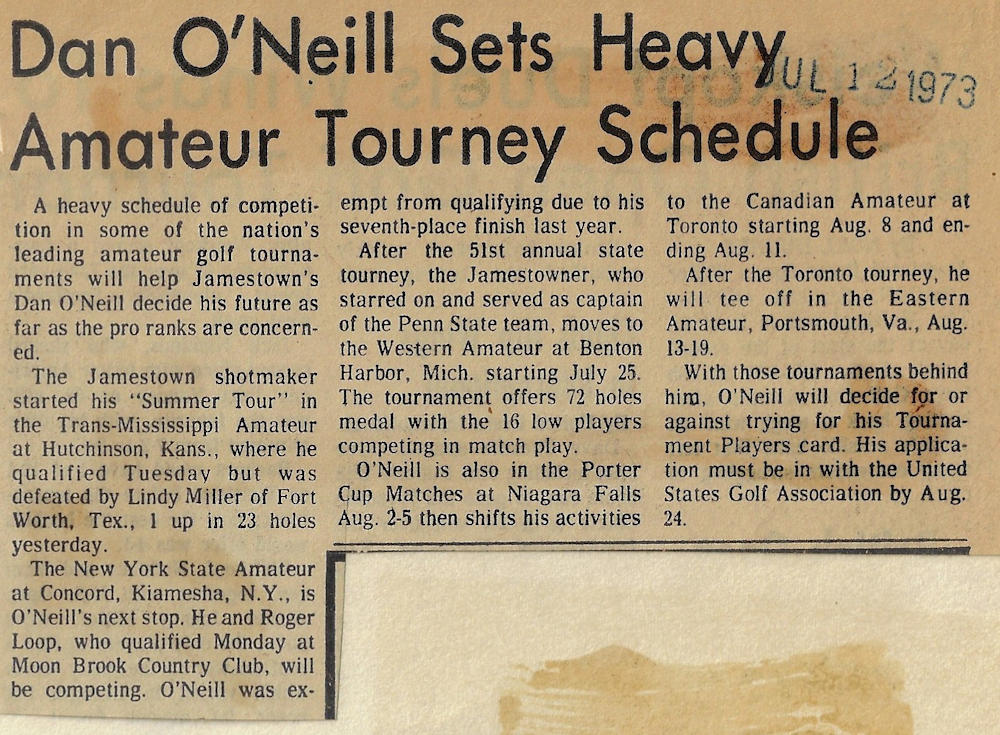 Dan O'Neill Sets Heavy
JUL 12 1973
Amateur Tourney Schedule
A heavy schedule of competi-
tion in some of the nation's
leading amateur golf tourna-
ments will help Jamestown's
Dan O'Neill decide his future as
far as the pro ranks are concern-
ed.
The Jamestown shotmaker
started his "Summer Tour" in
the Trans-Mississippi Amateur
at Hutchinson, Kans., where he
qualified Tuesday but was
defeated by Lindy Miller of Fort
Worth, Tex., 1 up in 23 holes
yesterday.
The New York State Amateur
at Concord, Kiamesha, N.Y., is
O'Neill's next stop. He and Roger
Loop, who qualified Monday at
Moon Brook Country Club, will
be competing. O'Neill was ex-
empt from qualifying due to his
seventh-place finish last year.
After the 51st annual state
tourney, the Jamestowner, who
starred on and served as captain
of the Penn State team, moves to
the Western Amateur at Benton
Harbor, Mich. starting July 25.
The tournament offers 72 holes
medal with the 16 low players
competing in match play.
O'Neill is also in the Porter
Cup Matches at Niagara Falls
Aug. 2-5 then shifts his activities
to the Canadian Amateur at
Toronto starting Aug. 8 and en-
ding Aug. 11.
After the Toronto tourney, he
will tee off in the Eastern
Amateur, Portsmouth, Va., Aug.
13-19.
With those tournaments behind
him, O'Neill will decide for or
against trying for his Tourna-
ment Players card. His applica-
tion must be in with the United
States Golf Association by Aug.
24.